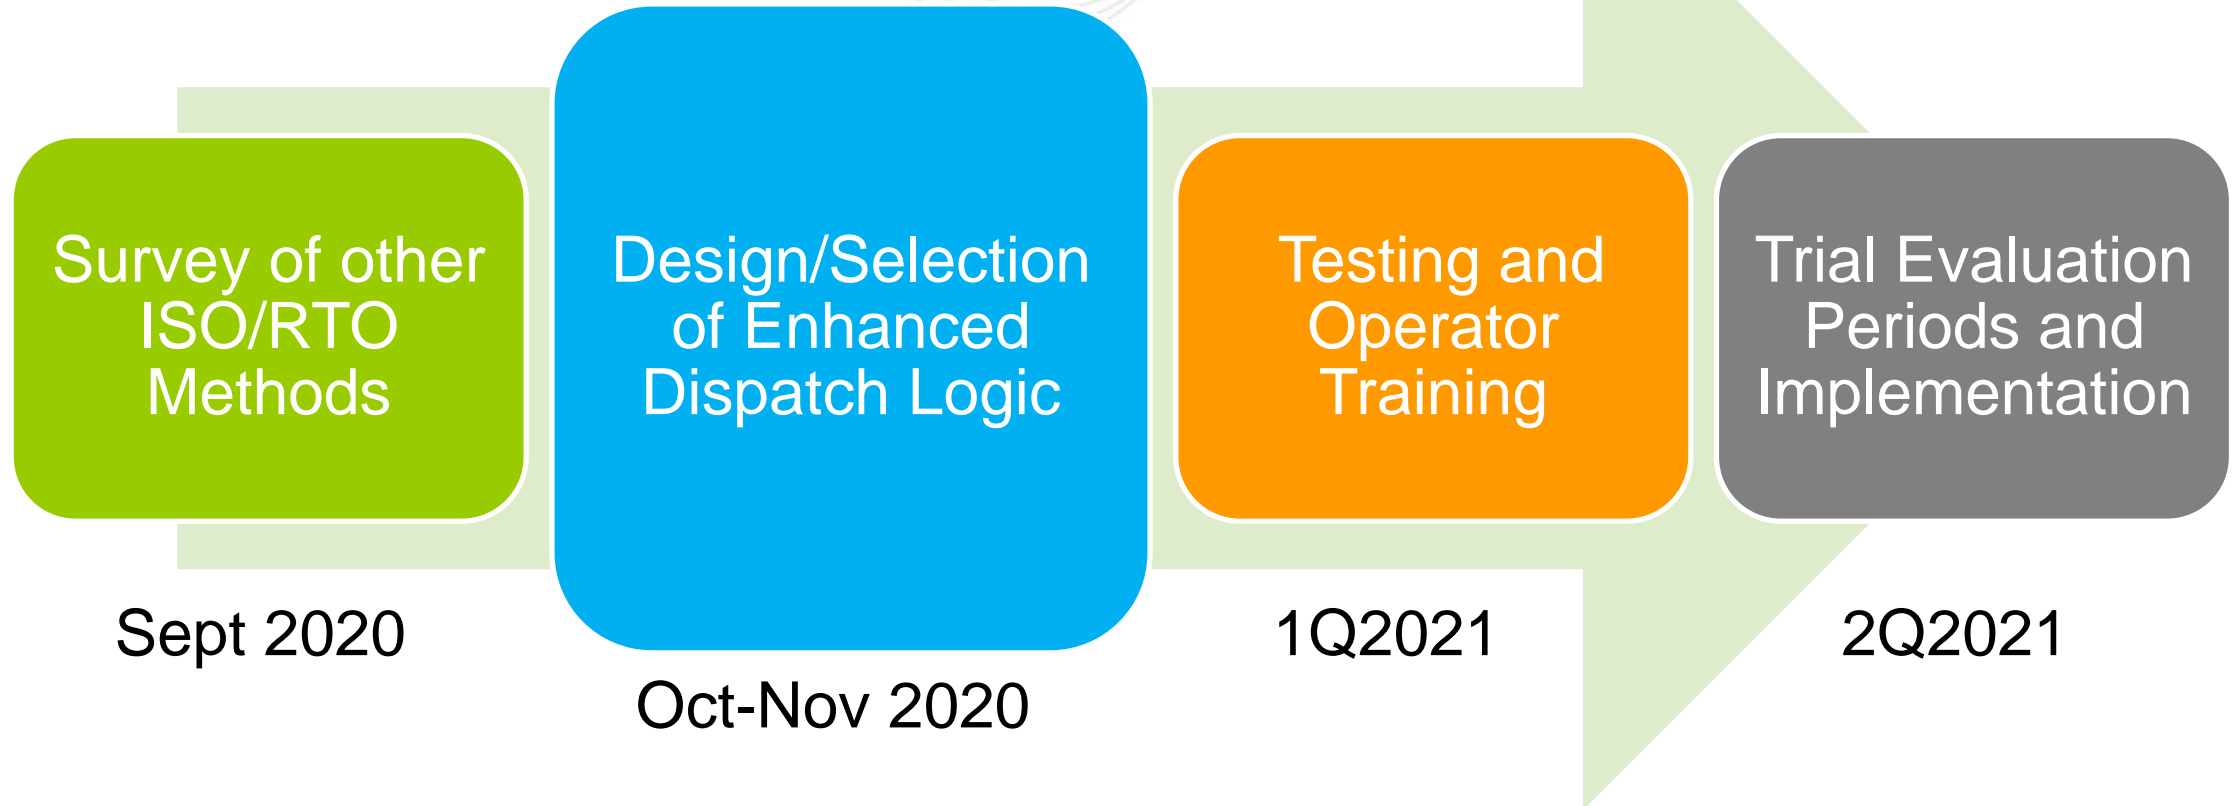 Survey of other
ISO/RTO
Methods
Sept 2020
Design/Selection
of Enhanced
Dispatch Logic
Oct-Nov 2020
Testing and
Operator
Training
1Q2021
Trial Evaluation
Periods and
Implementation
2Q2021